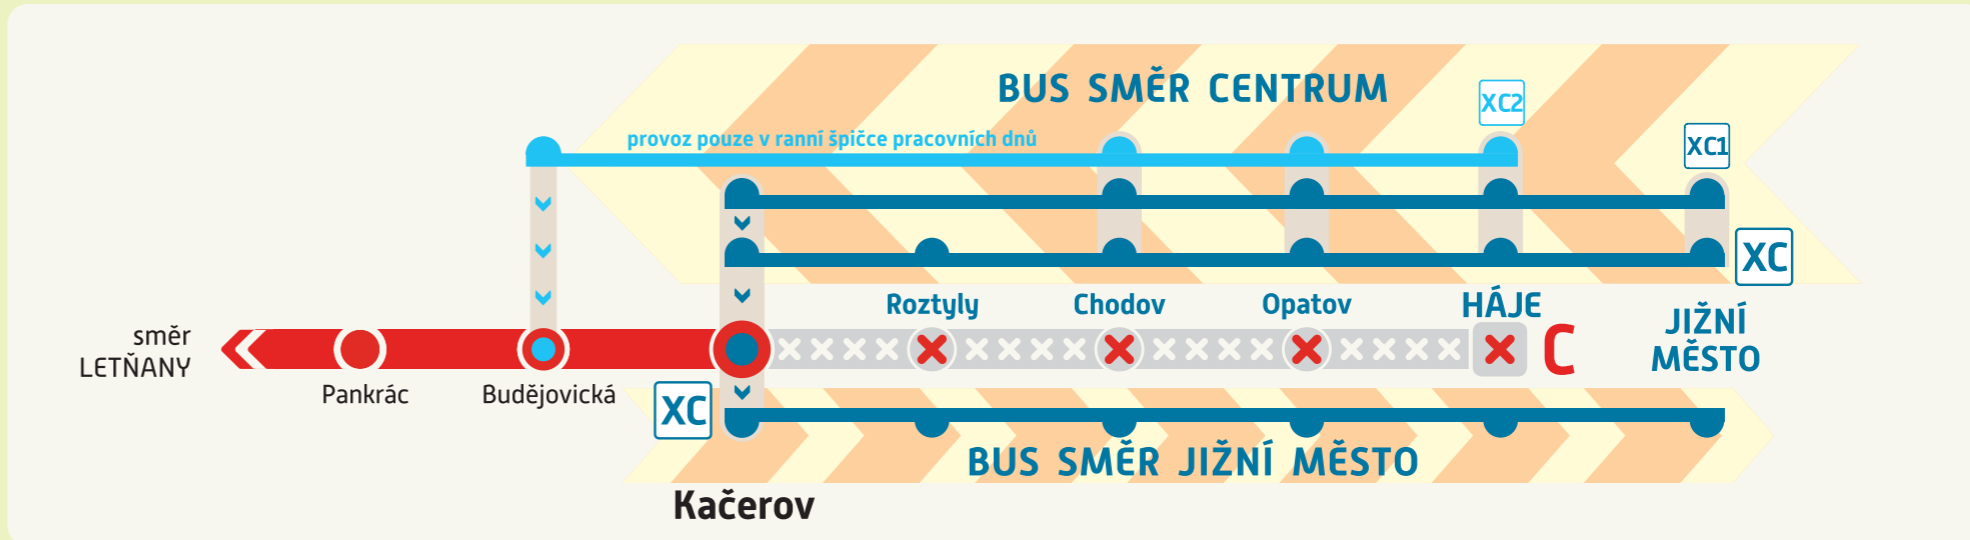 BUS SMĚR CENTRUM
XC2
provoz pouze v ranní špičce pracovních dnů
XC1
XC
Roztyly
Chodov
Opatov
HÁJE
C
JIŽNÍ
MĚSTO
směr
LETŇANY
Pankrác
Budějovická
XC
BUS SMĚR JIŽNÍ MĚSTO
Kačerov